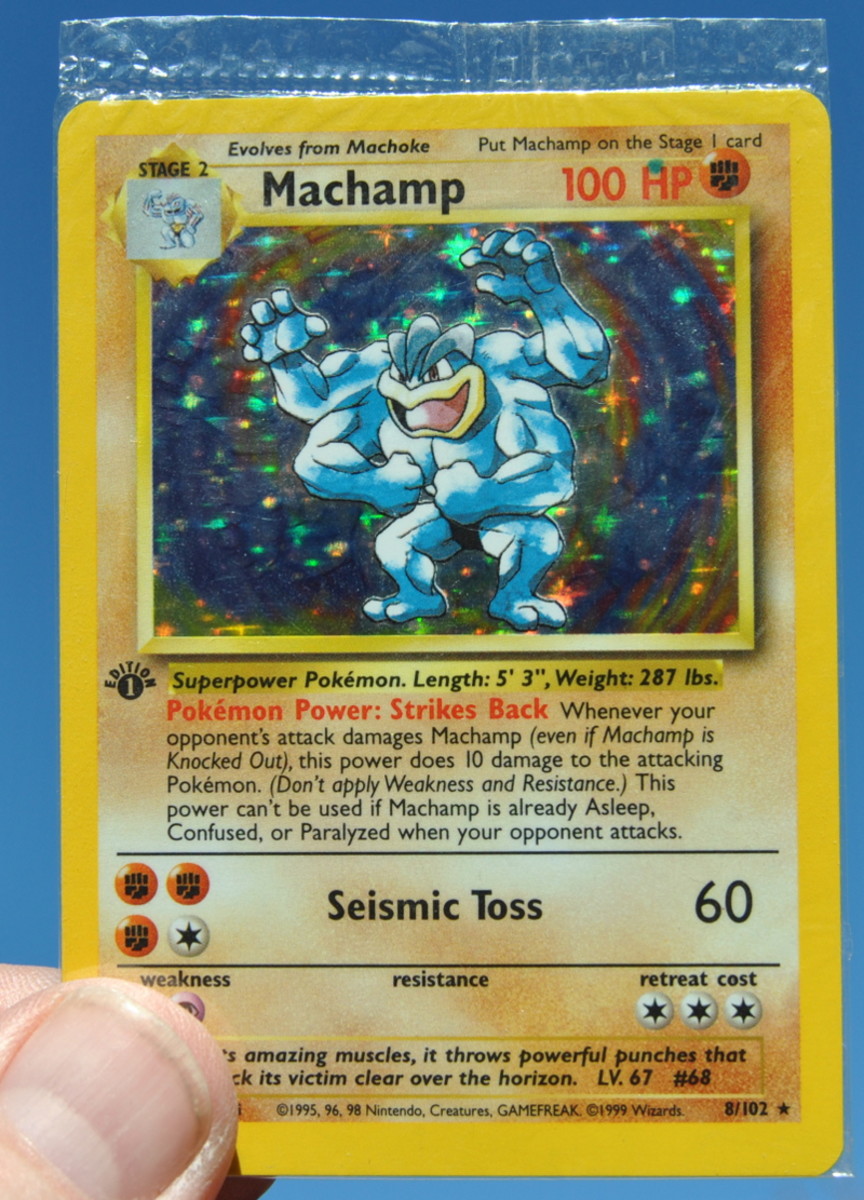 Evolves from Machoke Put Machamp on the Stage 1 card
STAGE 2
Machamp 100 HP
EDITION 1
Superpower Pokémon. Length: 5' 3", Weight: 287 lbs.
Pokémon Power: Strikes Back Whenever your
opponent's attack damages Machamp (even if Machamp is
Knocked Out), this power does 10 damage to the attacking
Pokémon. (Don't apply Weakness and Resistance.) This
power can't be used if Machamp is already Asleep,
Confused, or Paralyzed when your opponent attacks.
Seismic Toss 60
weakness resistance retreat cost
amazing muscles, it throws powerful punches that
its victim clear over the horizon. LV. 67 #68
©1995, 96, 98 Nintendo, Creatures, GAMEFREAK. ©1999 Wizards. 8/102